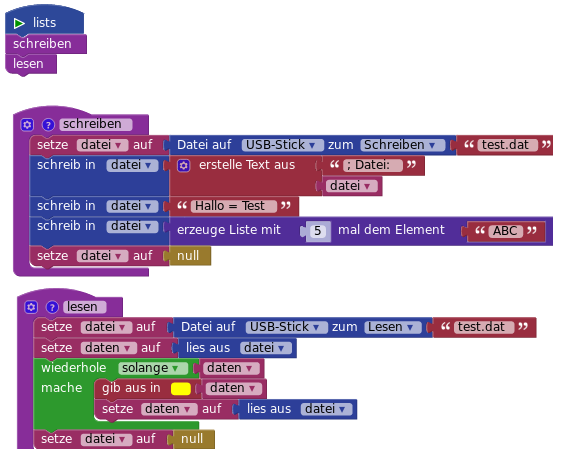 lists
schreiben
lesen
? schreiben
setze datei ▾ auf Datei auf USB-Stick ▾ zum Schreiben ▾ “ test.dat ”
schreib in datei ▾ erstelle Text aus “ ; Datei: ”
datei ▾
schreib in datei ▾ “ Hallo = Test ”
schreib in datei ▾ erzeuge Liste mit 5 mal dem Element “ ABC ”
setze datei ▾ auf null
? lesen
setze datei ▾ auf Datei auf USB-Stick ▾ zum Lesen ▾ “ test.dat ”
setze daten ▾ auf lies aus datei ▾
wiederhole solange ▾ daten ▾
mache gib aus in daten ▾
setze daten ▾ auf lies aus datei ▾
setze datei ▾ auf null